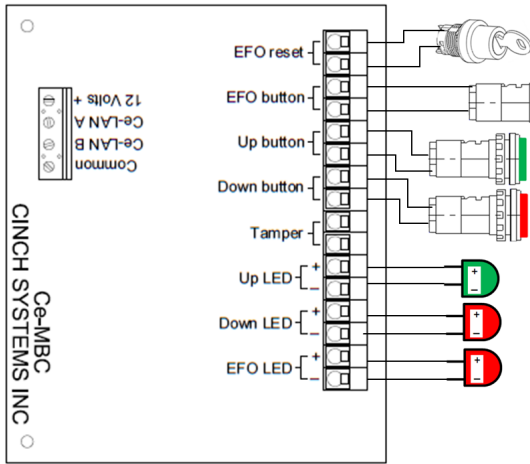 EFO reset
EFO button
Up button
Down button
Tamper
Up LED + −
Down LED + −
EFO LED + −
12 Volts +
Ce-LAN A
Ce-LAN B
Common
Ce-MBC
CINCH SYSTEMS INC
+ −
+ −
+ −